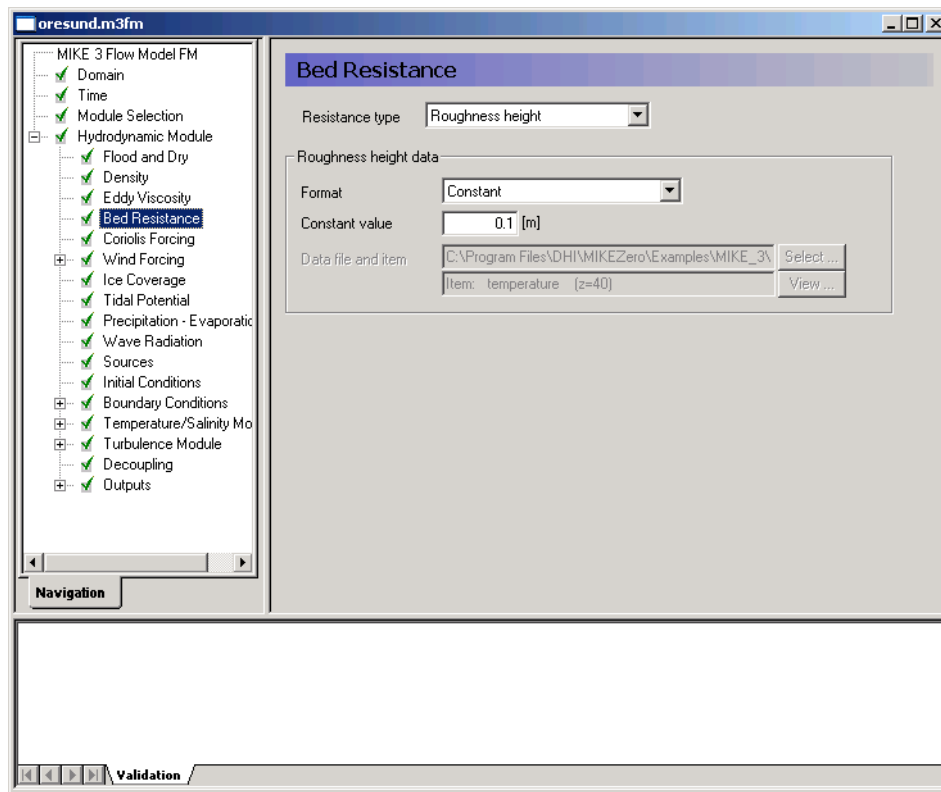 oresund.m3fm
MIKE 3 Flow Model FM
Domain
Time
Module Selection
Hydrodynamic Module
Flood and Dry
Density
Eddy Viscosity
Bed Resistance
Coriolis Forcing
Wind Forcing
Ice Coverage
Tidal Potential
Precipitation - Evaporatic
Wave Radiation
Sources
Initial Conditions
Boundary Conditions
Temperature/Salinity Mo
Turbulence Module
Decoupling
Outputs
Navigation
Bed Resistance
Resistance type Roughness height
Roughness height data
Format Constant
Constant value 0.1 [m]
Data file and item C:\Program Files\DHI\MIKEZero\Examples\MIKE_3\ Select ...
Item: temperature (z=40) View ...
Validation